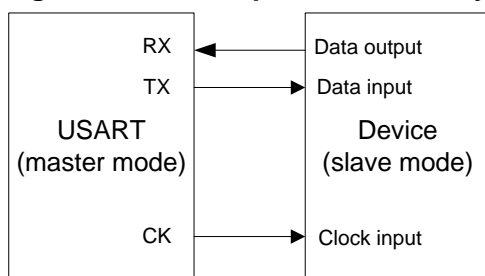 RX
Data output
TX
Data input
USART
(master mode)
Device
(slave mode)
CK
Clock input